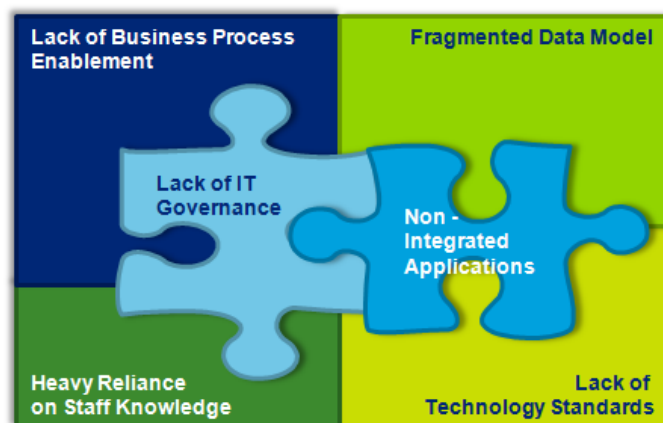 Lack of Business Process
Enablement
Fragmented Data Model
Lack of IT
Governance
Non -
Integrated
Applications
Heavy Reliance
on Staff Knowledge
Lack of
Technology Standards